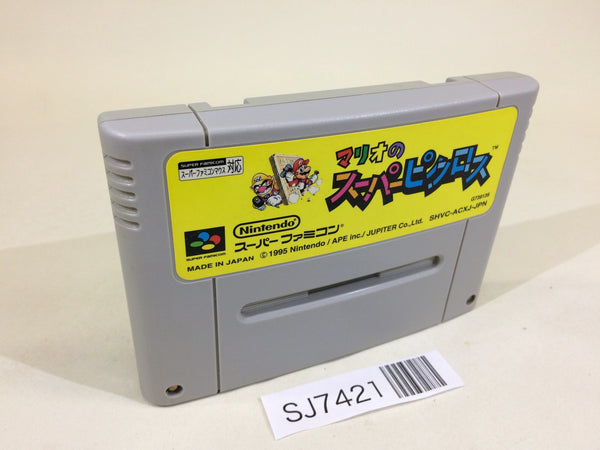 SUPER FAMICOM
スーパーファミコンマウス対応
マリオの
スーパーピクロス
TM
Nintendo®
スーパーファミコン®
SUPER FAMICOM
MADE IN JAPAN
© 1995 Nintendo / APE inc./ JUPITER Co., Ltd.
SHVC-ACXJ-JPN
SJ7421